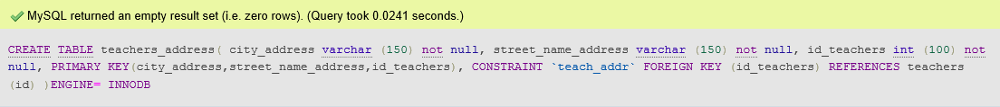 MySQL returned an empty result set (i.e. zero rows). (Query took 0.0241 seconds.)
CREATE TABLE teachers_address( city_address varchar (150) not null, street_name_address varchar (150) not null, id_teachers int (100) not
null, PRIMARY KEY(city_address,street_name_address,id_teachers), CONSTRAINT `teach_addr` FOREIGN KEY (id_teachers) REFERENCES teachers
(id) )ENGINE= INNODB